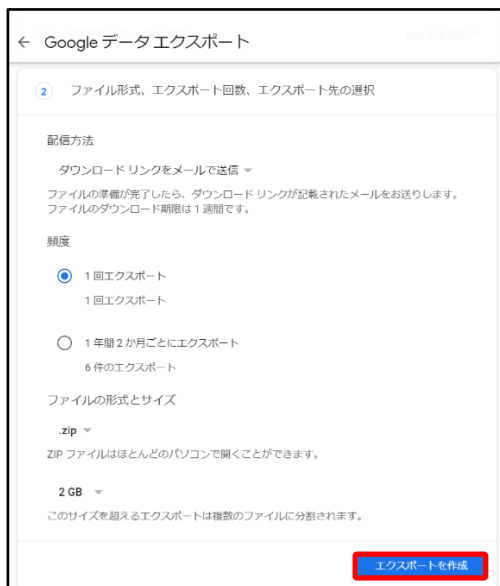 ← Google データ エクスポート
2 ファイル形式、エクスポート回数、エクスポート先の選択
配信方法
ダウンロード リンクをメールで送信
ファイルの準備が完了したら、ダウンロード リンクが記載されたメールをお送りします。
ファイルのダウンロード期限は 1 週間です。
頻度
1 回エクスポート
1 回エクスポート
1 年間 2 か月ごとにエクスポート
6 件のエクスポート
ファイルの形式とサイズ
.zip
ZIP ファイルはほとんどのパソコンで開くことができます。
2 GB
このサイズを超えるエクスポートは複数のファイルに分割されます。
エクスポートを作成